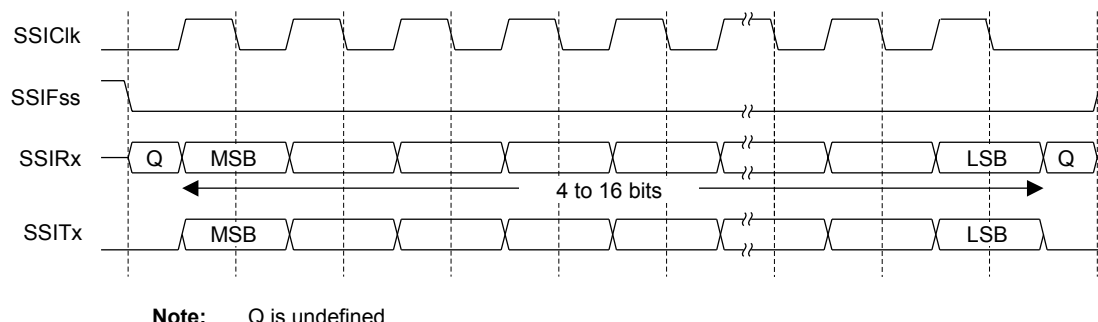 SSIClk
SSIFss
SSIRx Q MSB LSB Q
4 to 16 bits
SSITx MSB LSB
Note: Q is undefined